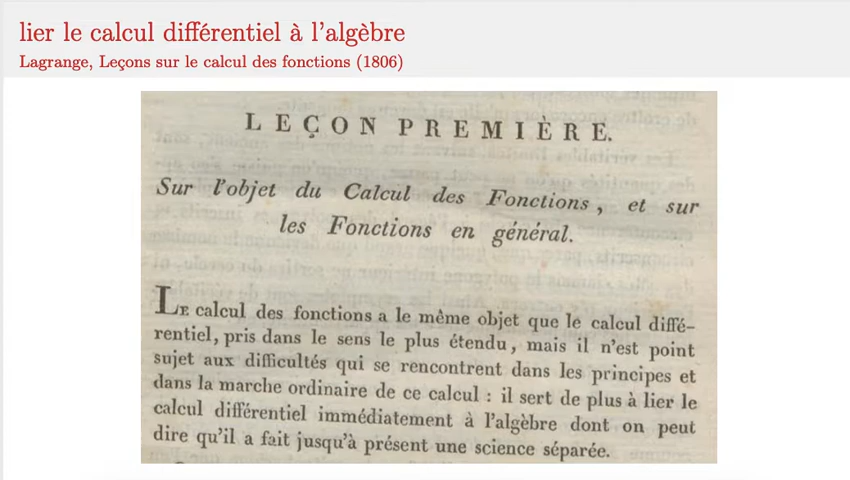 lier le calcul différentiel à l'algèbre
Lagrange, Leçons sur le calcul des fonctions (1806)
LEÇON PREMIÈRE.
Sur l'objet du Calcul des Fonctions, et sur
les Fonctions en général.
LE calcul des fonctions a le même objet que le calcul diffé-
rentiel, pris dans le sens le plus étendu, mais il n'est point
sujet aux difficultés qui se rencontrent dans les principes et
dans la marche ordinaire de ce calcul : il sert de plus à lier le
calcul différentiel immédiatement à l'algèbre dont on peut
dire qu'il a fait jusqu'à présent une science séparée.